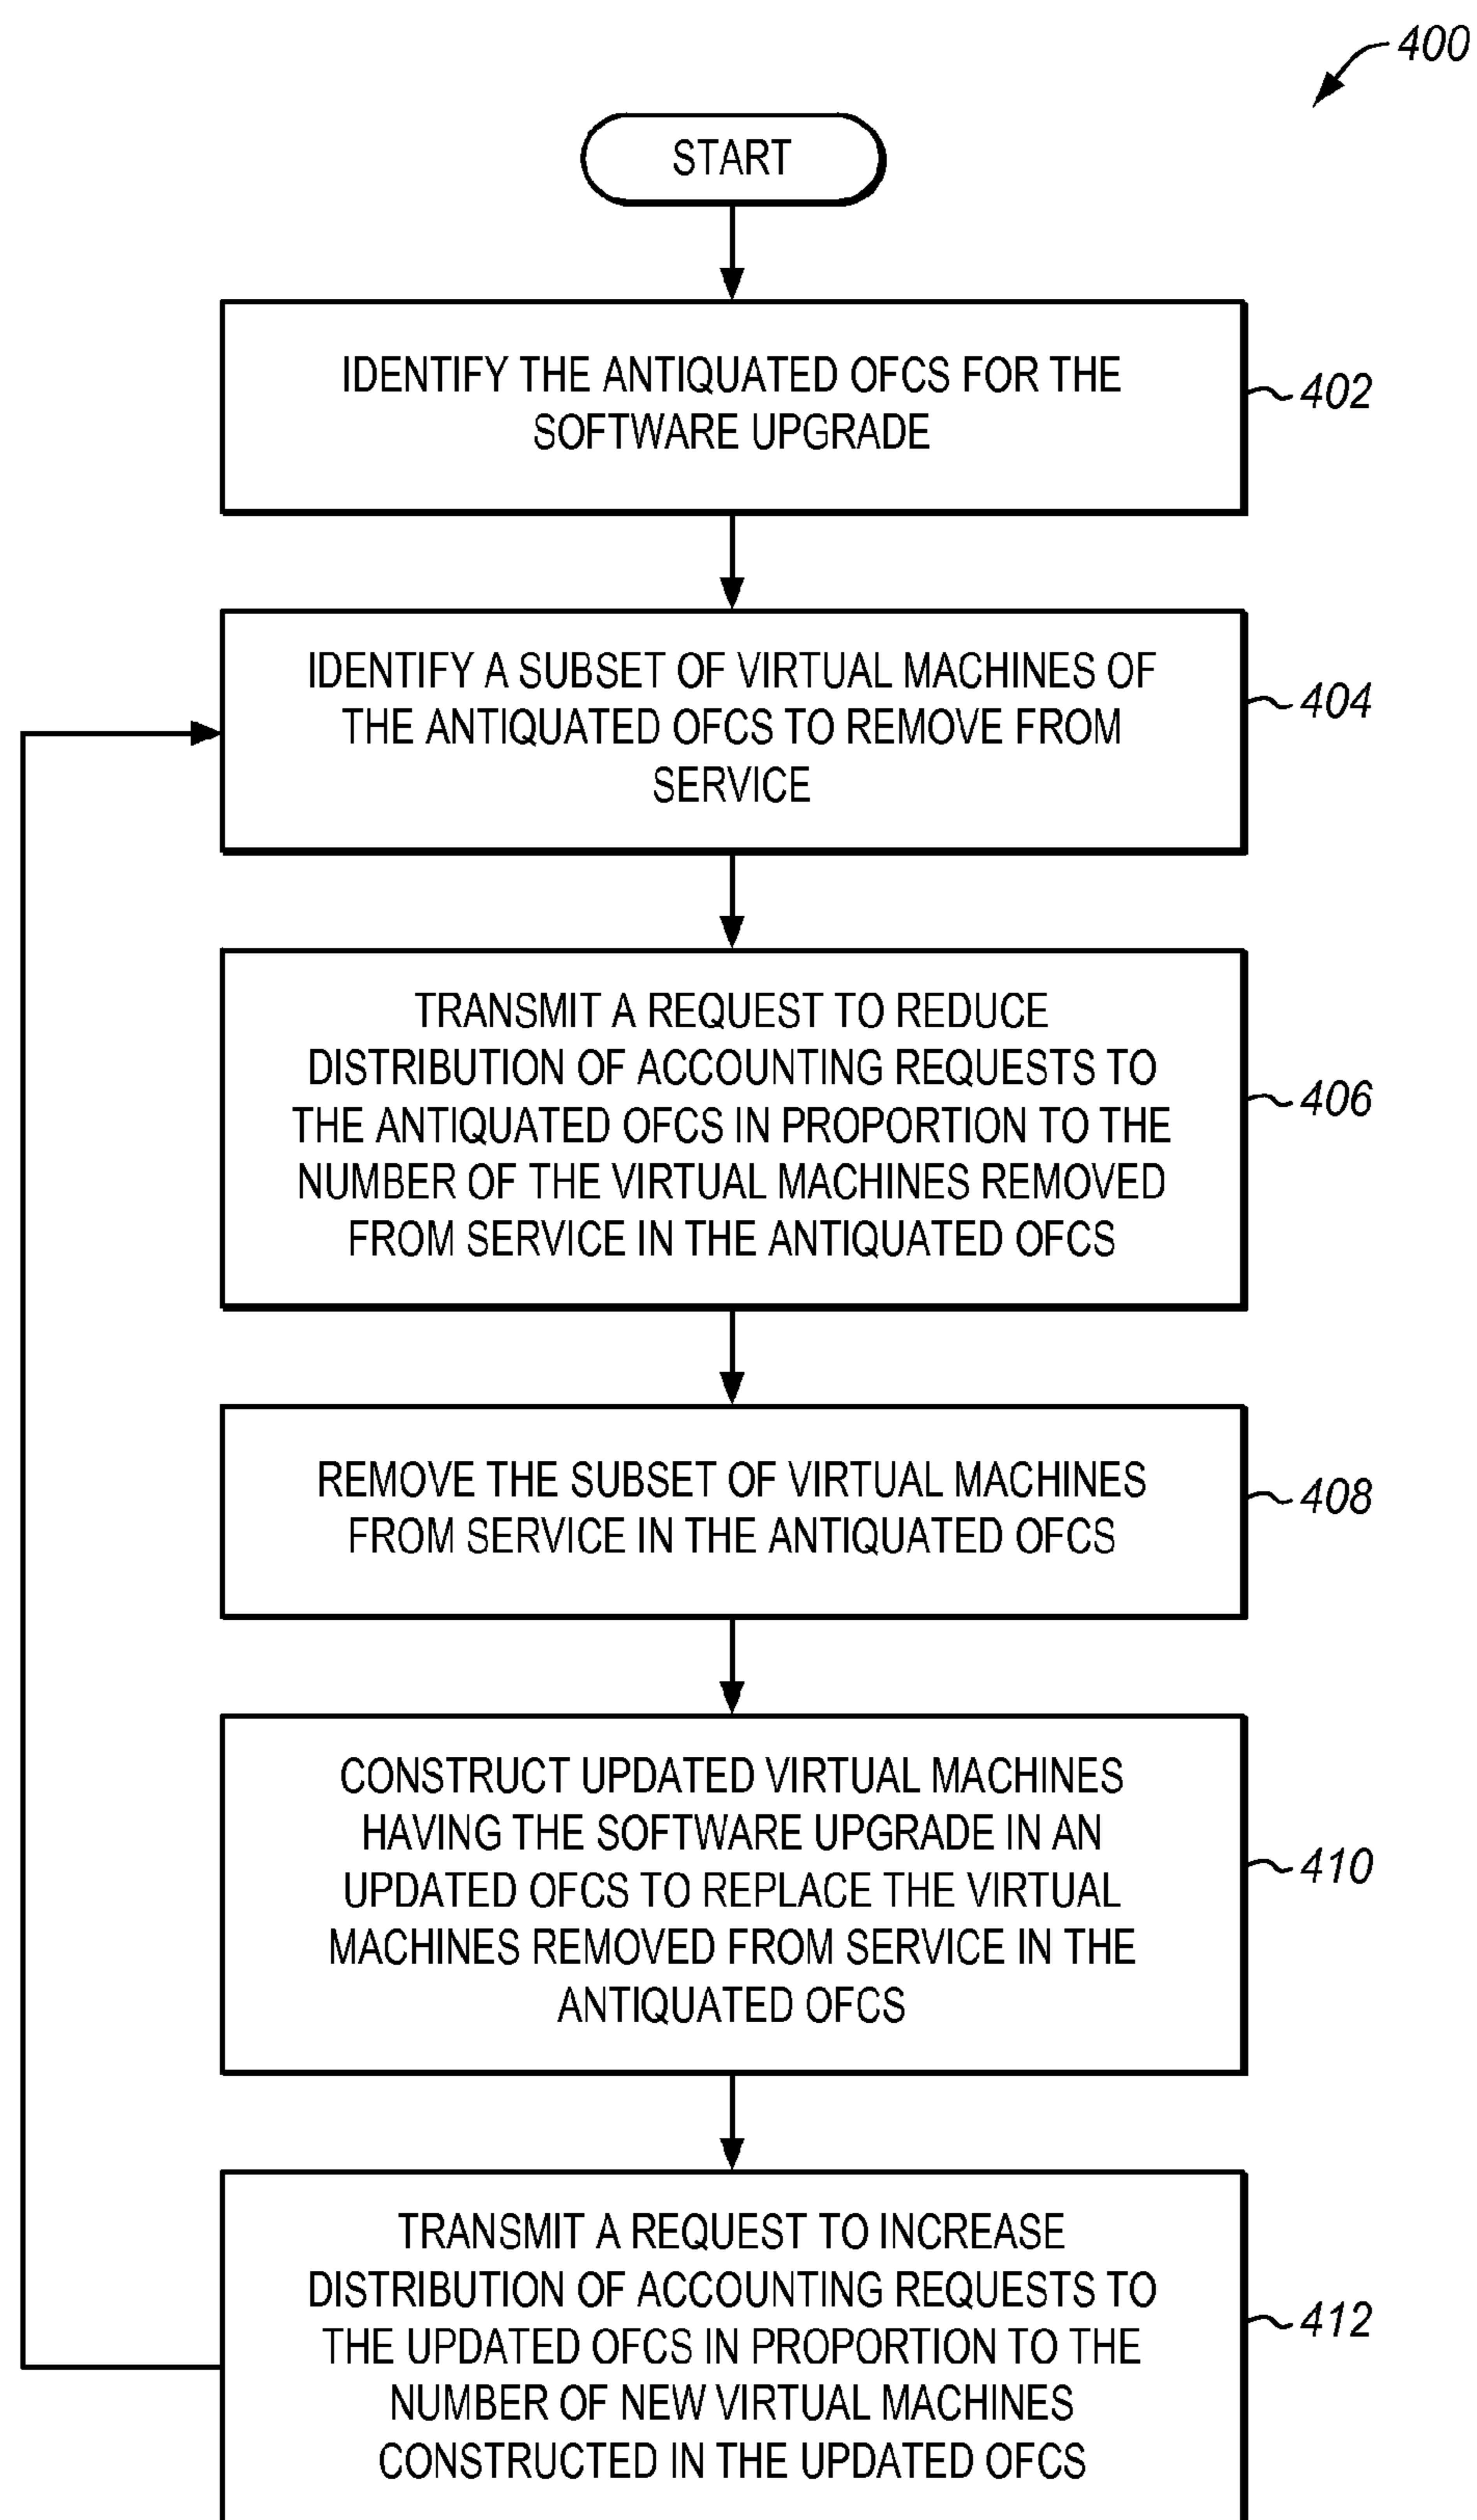 400
START
IDENTIFY THE ANTIQUATED OFCS FOR THE
SOFTWARE UPGRADE
402
IDENTIFY A SUBSET OF VIRTUAL MACHINES OF
THE ANTIQUATED OFCS TO REMOVE FROM
SERVICE
404
TRANSMIT A REQUEST TO REDUCE
DISTRIBUTION OF ACCOUNTING REQUESTS TO
THE ANTIQUATED OFCS IN PROPORTION TO THE
NUMBER OF THE VIRTUAL MACHINES REMOVED
FROM SERVICE IN THE ANTIQUATED OFCS
406
REMOVE THE SUBSET OF VIRTUAL MACHINES
FROM SERVICE IN THE ANTIQUATED OFCS
408
CONSTRUCT UPDATED VIRTUAL MACHINES
HAVING THE SOFTWARE UPGRADE IN AN
UPDATED OFCS TO REPLACE THE VIRTUAL
MACHINES REMOVED FROM SERVICE IN THE
ANTIQUATED OFCS
410
TRANSMIT A REQUEST TO INCREASE
DISTRIBUTION OF ACCOUNTING REQUESTS TO
THE UPDATED OFCS IN PROPORTION TO THE
NUMBER OF NEW VIRTUAL MACHINES
CONSTRUCTED IN THE UPDATED OFCS
412